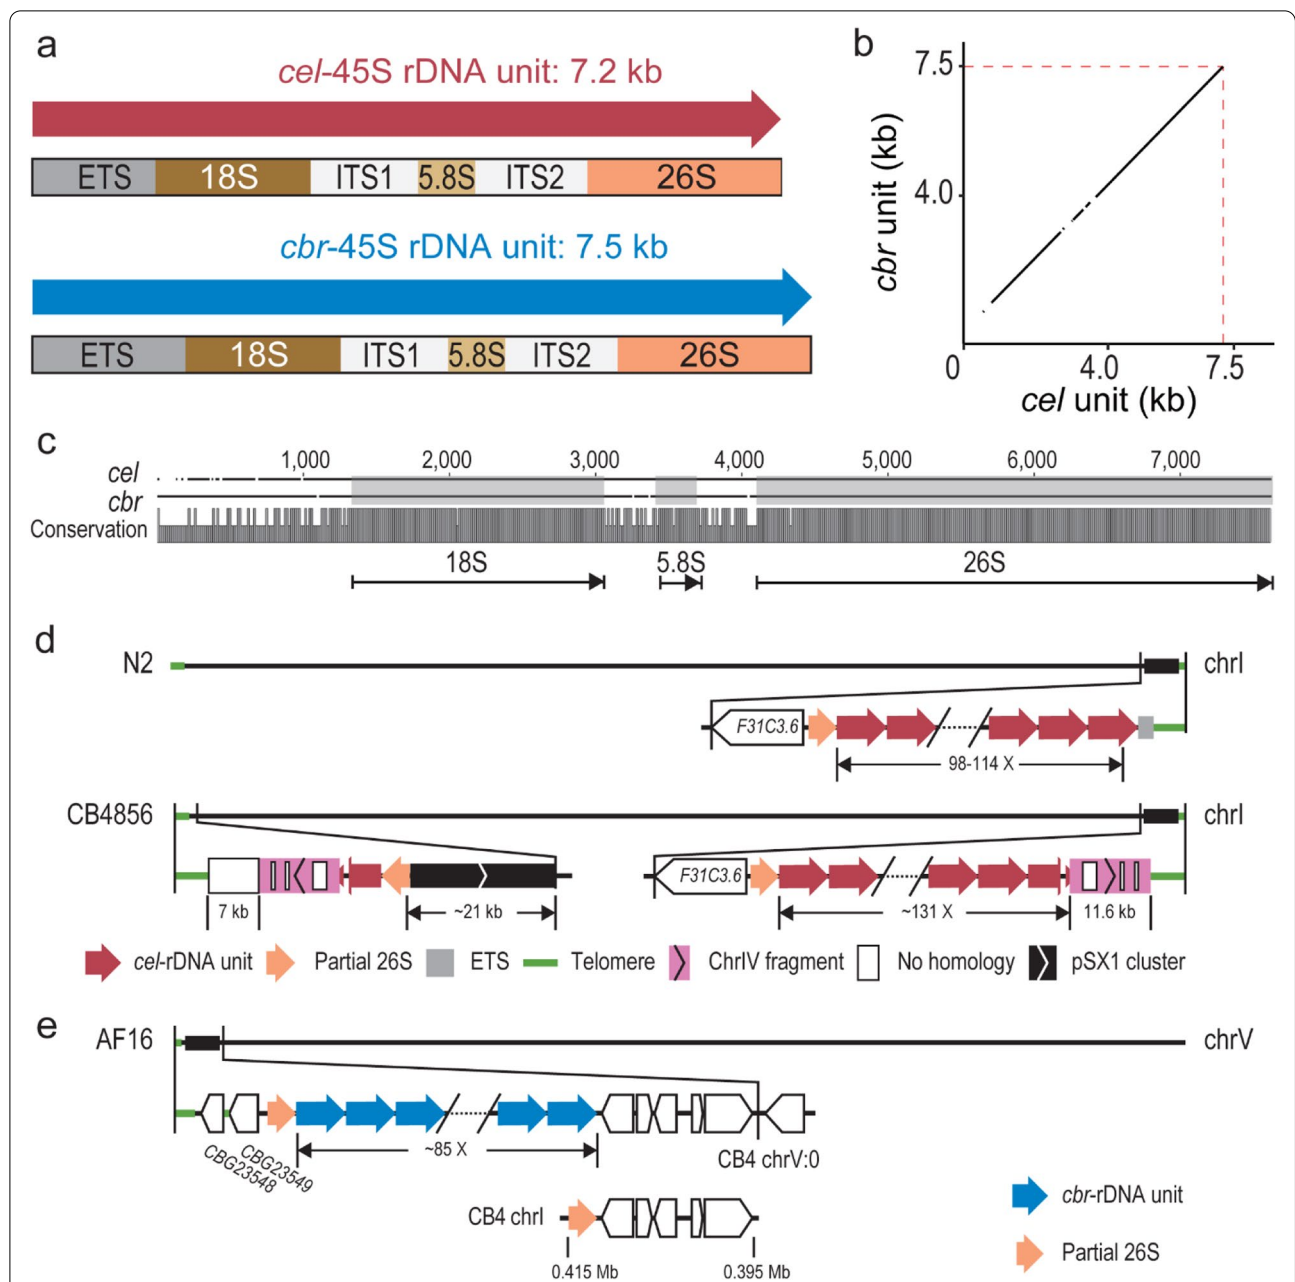 a
cel-45S rDNA unit: 7.2 kb
ETS 18S ITS1 5.8S ITS2 26S
cbr-45S rDNA unit: 7.5 kb
ETS 18S ITS1 5.8S ITS2 26S
b
7.5
4.0
cbr unit (kb)
0 4.0 7.5
cel unit (kb)
c
1,000 2,000 3,000 4,000 5,000 6,000 7,000
cel
cbr
Conservation
18S 5.8S 26S
d
N2 chrI
F31C3.6
98-114 X
CB4856 chrI
F31C3.6
7 kb ~21 kb ~131 X 11.6 kb
cel-rDNA unit Partial 26S ETS Telomere ChrIV fragment No homology pSX1 cluster
e
AF16 chrV
~85 X
CBG23548
CBG23549
CB4 chrV:0
CB4 chrI
0.415 Mb 0.395 Mb
cbr-rDNA unit
Partial 26S